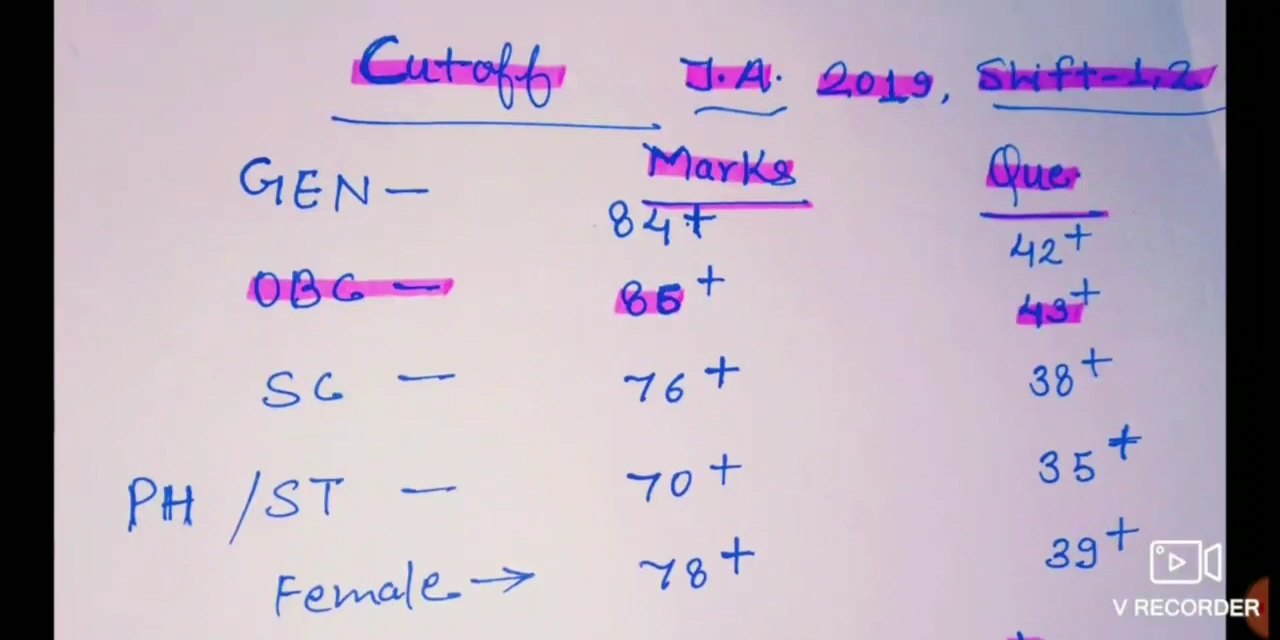 Cutoff J.A. 2019, Shift-1,2
Marks Que
GEN - 84+ 42+
OBC - 86+ 43+
SC - 76+ 38+
PH /ST - 70+ 35+
Female → 78+ 39+
V RECORDER